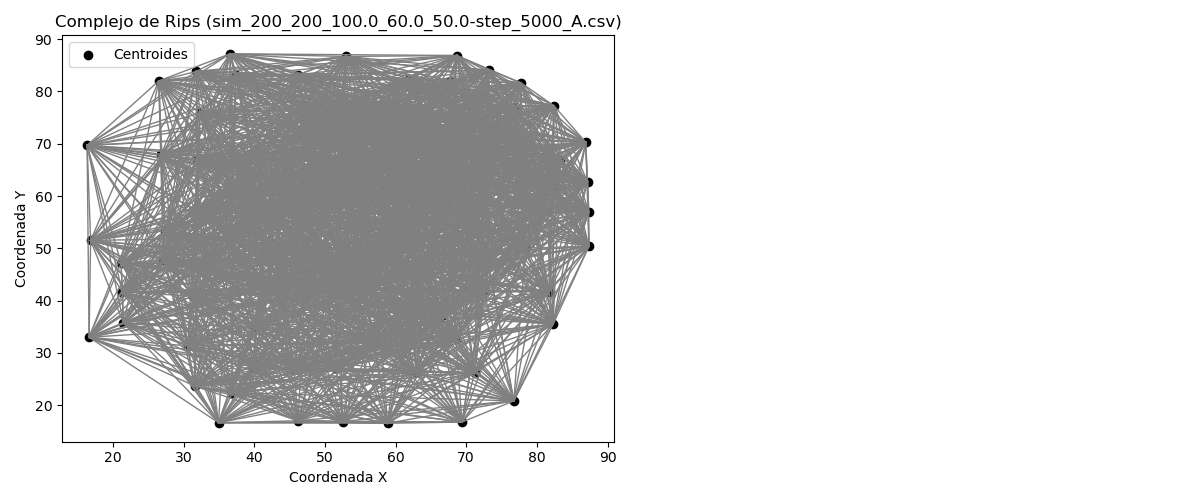 Complejo de Rips (sim_200_200_100.0_60.0_50.0-step_5000_A.csv)
90
Centroides
80
70
60
50
40
30
20
Coordenada Y
20 30 40 50 60 70 80 90
Coordenada X